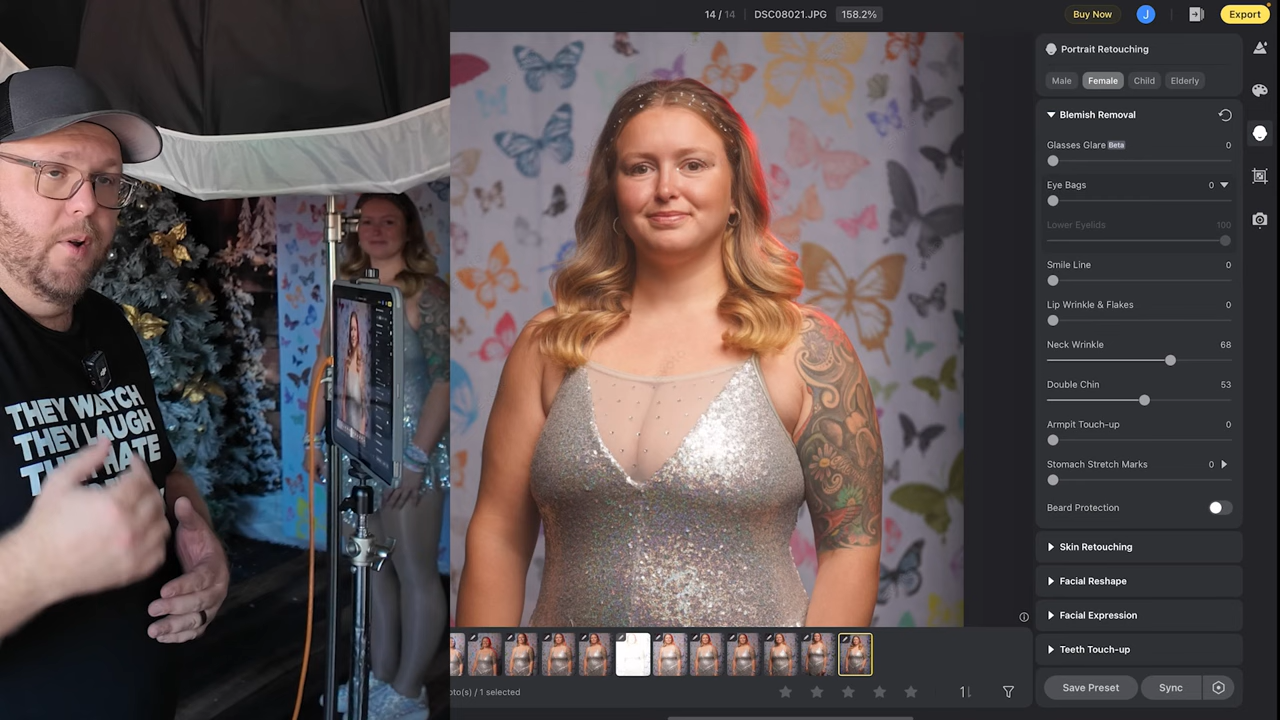 14 / 14
DSC08021.JPG
158.2%
Buy Now
J
Export
Portrait Retouching
Male
Female
Child
Elderly
Blemish Removal
Glasses Glare Beta 0
Eye Bags 0
Lower Eyelids 100
Smile Line 0
Lip Wrinkle & Flakes 0
Neck Wrinkle 68
Double Chin 53
Armpit Touch-up 0
Stomach Stretch Marks 0
Beard Protection
Skin Retouching
Facial Reshape
Facial Expression
Teeth Touch-up
Save Preset
Sync
oto(s) / 1 selected
THEY WATCH
THEY LAUGH
THEY HATE